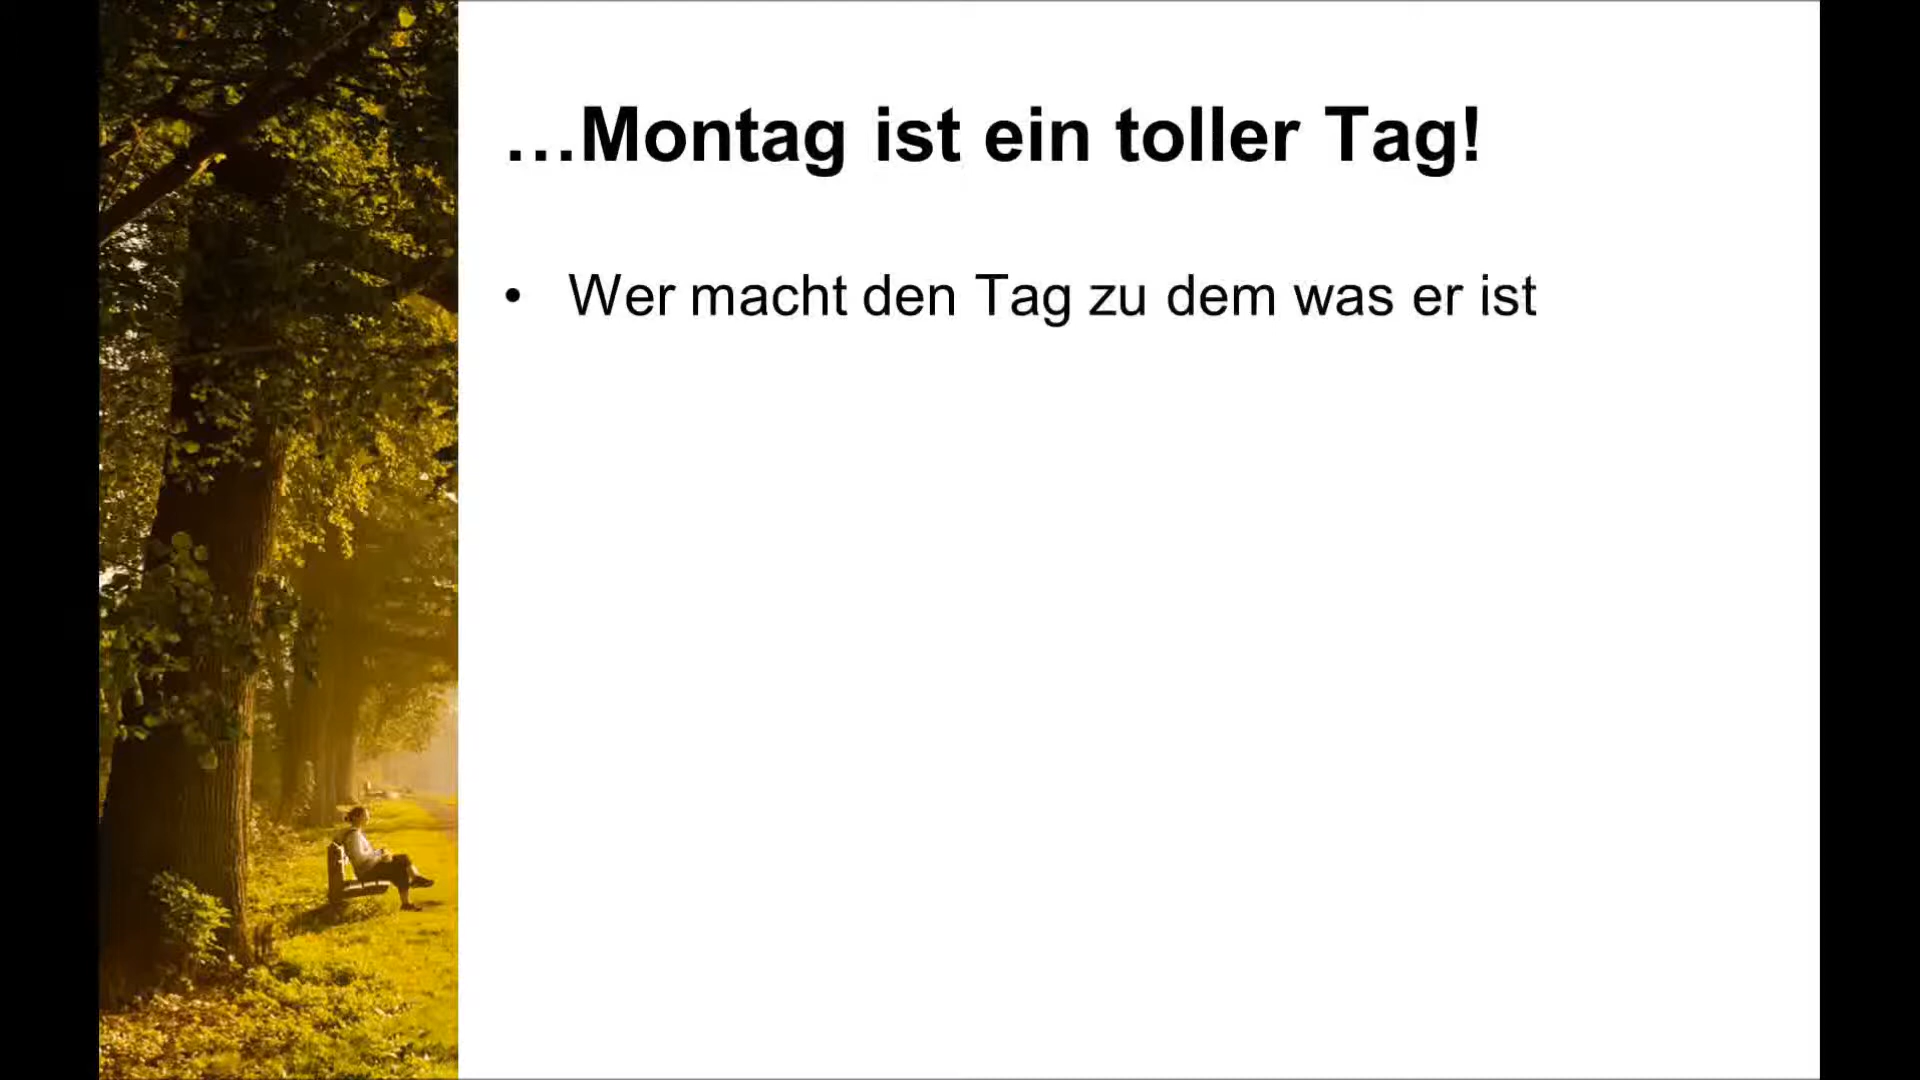 …Montag ist ein toller Tag!
• Wer macht den Tag zu dem was er ist